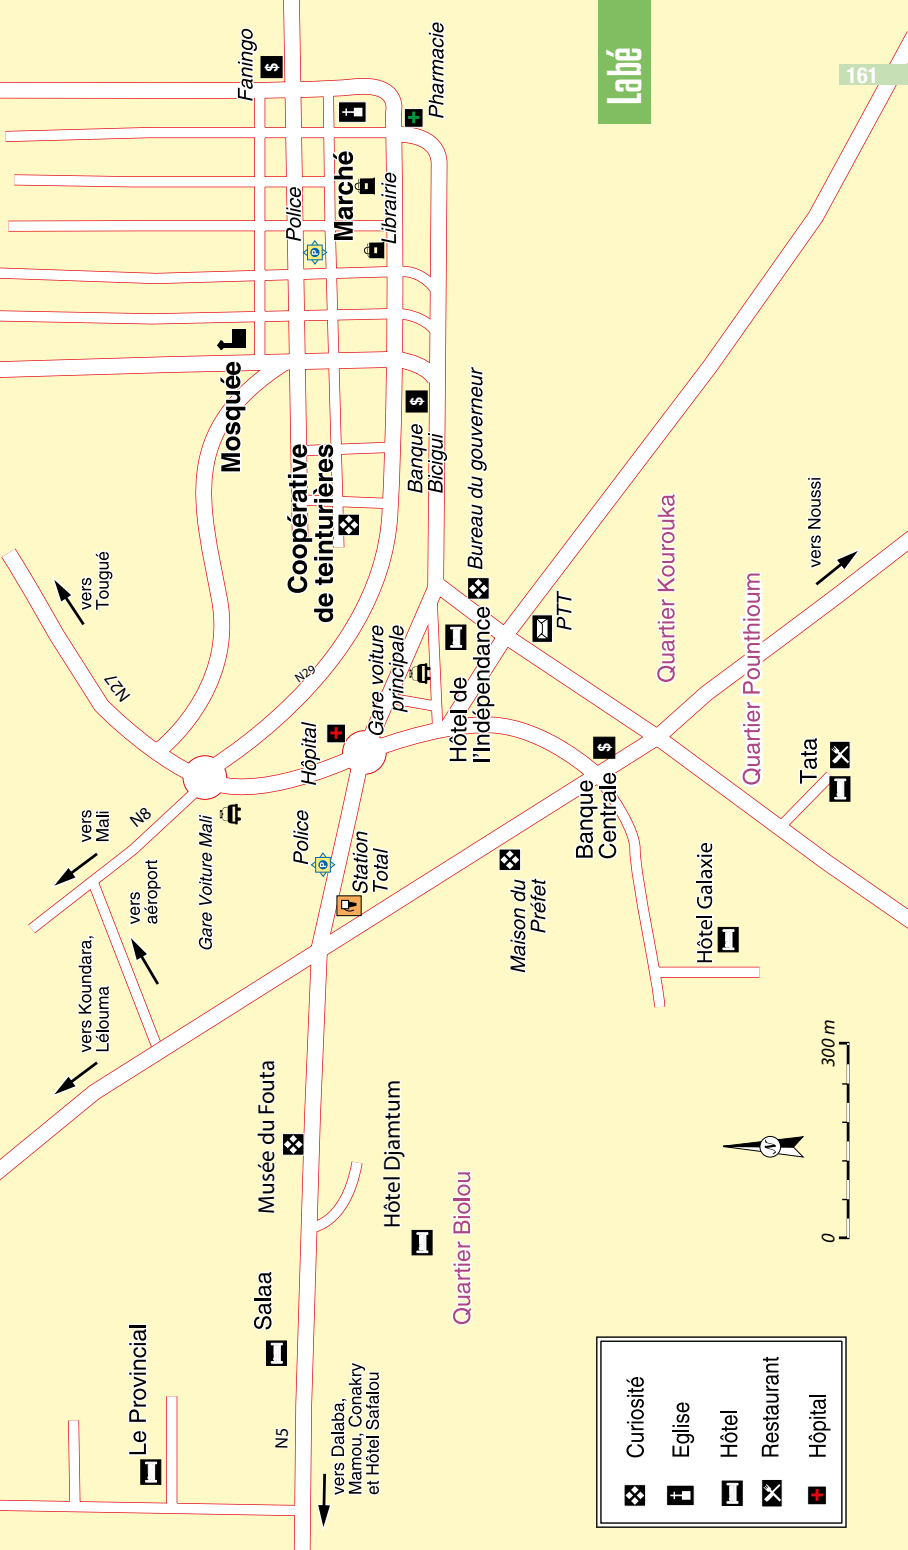 Labé
161
Faningo
Pharmacie
Marché
Police
Librairie
Mosquée
Coopérative
de teinturières
Banque
Bicigui
Bureau du gouverneur
vers
Tougué
N27
N29
Gare voiture
principale
Hôtel de
l'Indépendance
PTT
Quartier Kourouka
vers Noussi
Quartier Pounthioum
Hôpital
Tata
vers
Mali
N8
Gare Voiture Mali
Police
Station
Total
Banque
Centrale
vers
aéroport
Maison du
Préfet
Hôtel Galaxie
vers Koundara,
Lélouma
Musée du Fouta
Hôtel Djamtum
Quartier Biolou
Salaa
Le Provincial
N5
vers Dalaba,
Mamou, Conakry
et Hôtel Safalou
N
0
300 m
Curiosité
Eglise
Hôtel
Restaurant
Hôpital